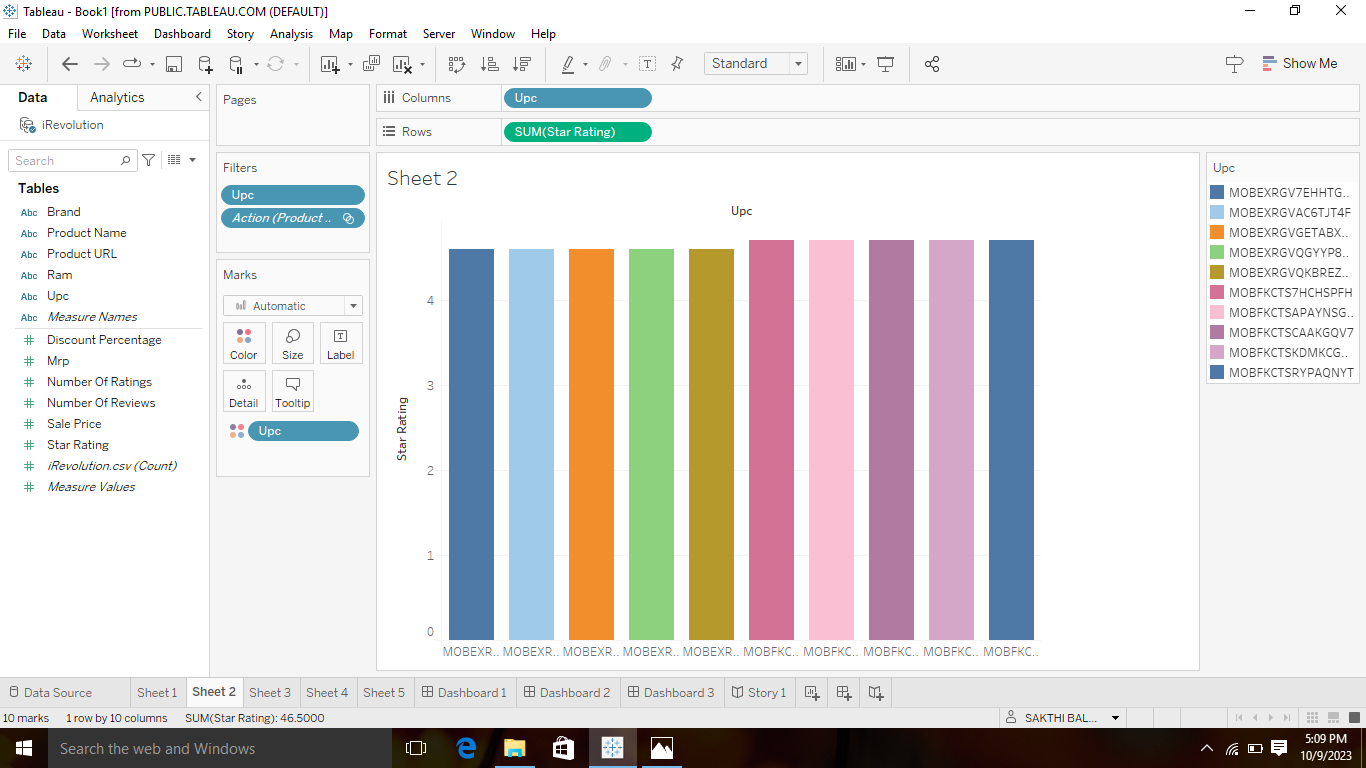 Tableau - Book1 [from PUBLIC.TABLEAU.COM (DEFAULT)]
File Data Worksheet Dashboard Story Analysis Map Format Server Window Help
Standard
Show Me
Data Analytics
iRevolution
Search
Tables
Abc Brand
Abc Product Name
Abc Product URL
Abc Ram
Abc Upc
Abc Measure Names
# Discount Percentage
# Mrp
# Number Of Ratings
# Number Of Reviews
# Sale Price
# Star Rating
# iRevolution.csv (Count)
# Measure Values
Pages
Filters
Upc
Action (Product ..
Marks
Automatic
Color Size Label
Detail Tooltip
Upc
Columns Upc
Rows SUM(Star Rating)
Sheet 2
Upc
Star Rating
4
3
2
1
0
MOBEXR.. MOBEXR.. MOBEXR.. MOBEXR.. MOBEXR.. MOBFKC.. MOBFKC.. MOBFKC.. MOBFKC.. MOBFKC..
Upc
MOBEXRGV7EHHTG..
MOBEXRGVAC6TJT4F
MOBEXRGVGETABX..
MOBEXRGVQGYYP8..
MOBEXRGVQKBREZ..
MOBFKCTS7HCHSPFH
MOBFKCTSAPAYNSG..
MOBFKCTSCAAKGQV7
MOBFKCTSKDMKCG..
MOBFKCTSRYPAQNYT
Data Source Sheet 1 Sheet 2 Sheet 3 Sheet 4 Sheet 5 Dashboard 1 Dashboard 2 Dashboard 3 Story 1
10 marks 1 row by 10 columns SUM(Star Rating): 46.5000
SAKTHI BAL...
Search the web and Windows
5:09 PM
10/9/2023